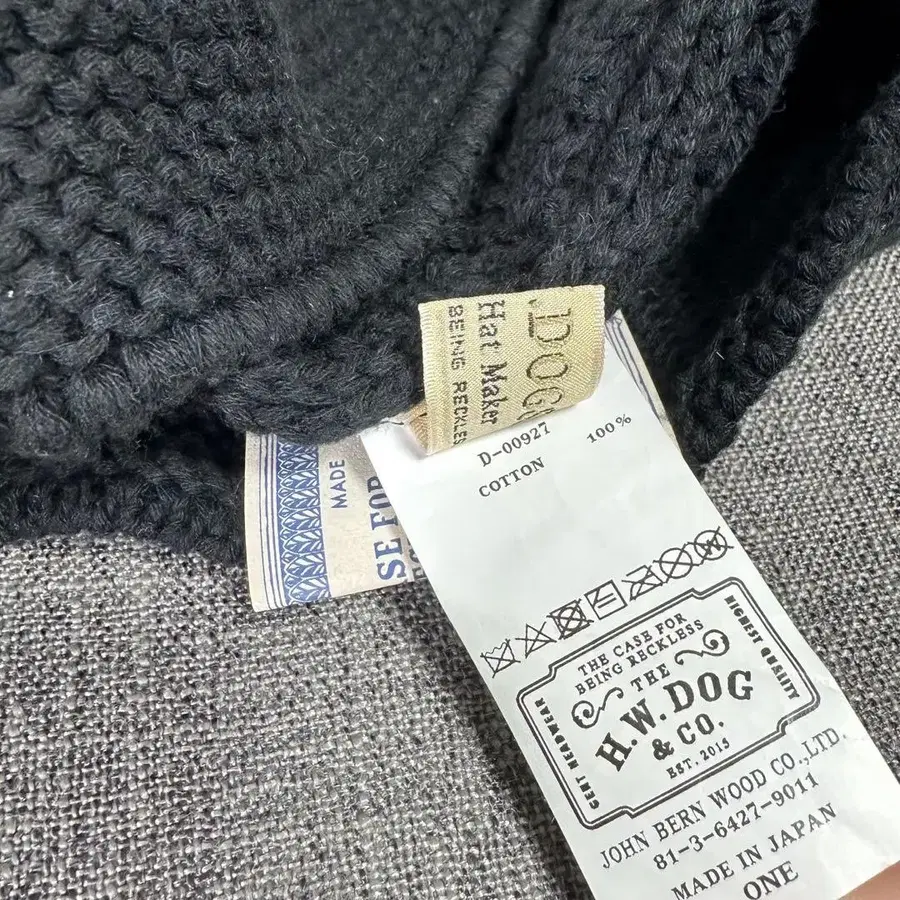 .DOG
Hat Maker
BEING RECKLES
MADE
SE FOR
D-00927
COTTON 100%
THE CASE FOR
BEING RECKLESS
THE
H.W.DOG
& CO.
EST. 2015
GENT HEADWEAR
HIGHEST QUALITY
JOHN BERN WOOD CO.,LTD.
81-3-6427-9011
MADE IN JAPAN
ONE